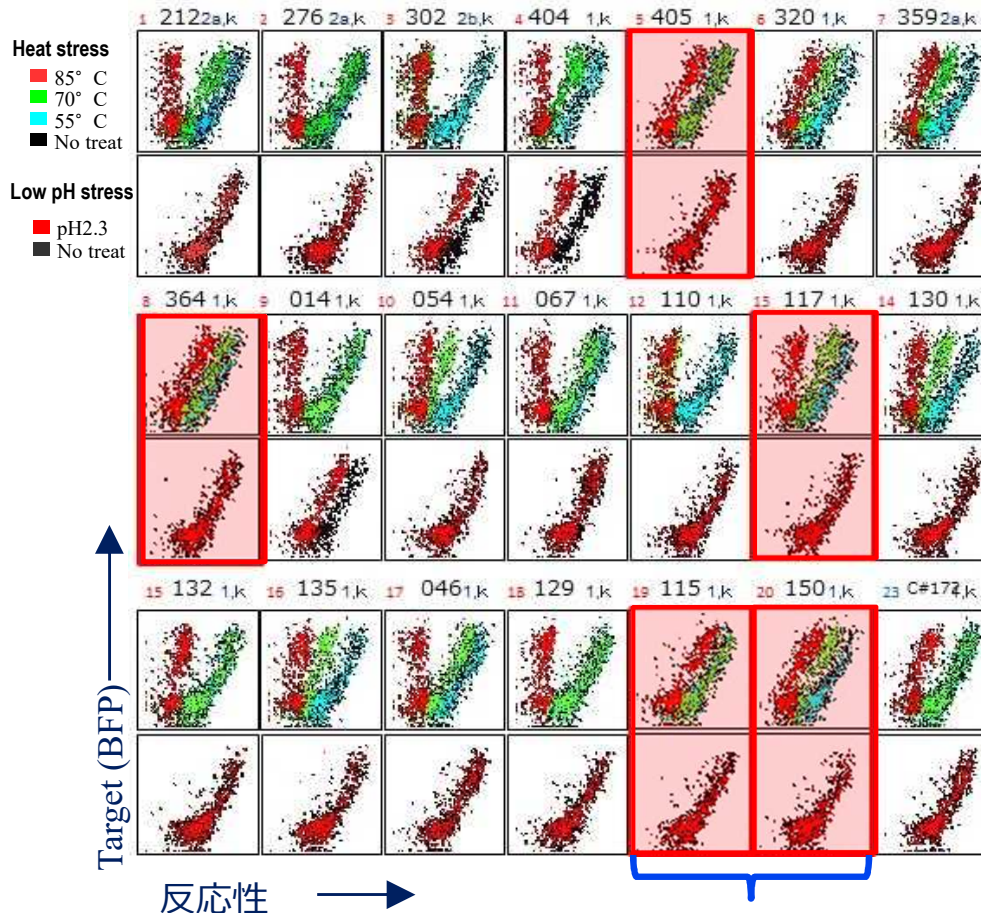 1 212 2a,k 2 276 2a,k 3 302 2b,k 4 404 1,k 5 405 1,k 6 320 1,k 7 359 2a,k
Heat stress
85° C
70° C
55° C
No treat
Low pH stress
pH2.3
No treat
8 364 1,k 9 014 1,k 10 054 1,k 11 067 1,k 12 110 1,k 13 117 1,k 14 130 1,k
15 132 1,k 16 135 1,k 17 046 1,k 18 129 1,k 19 115 1,k 20 150 1,k 23 C#172,k
Target (BFP)
反応性